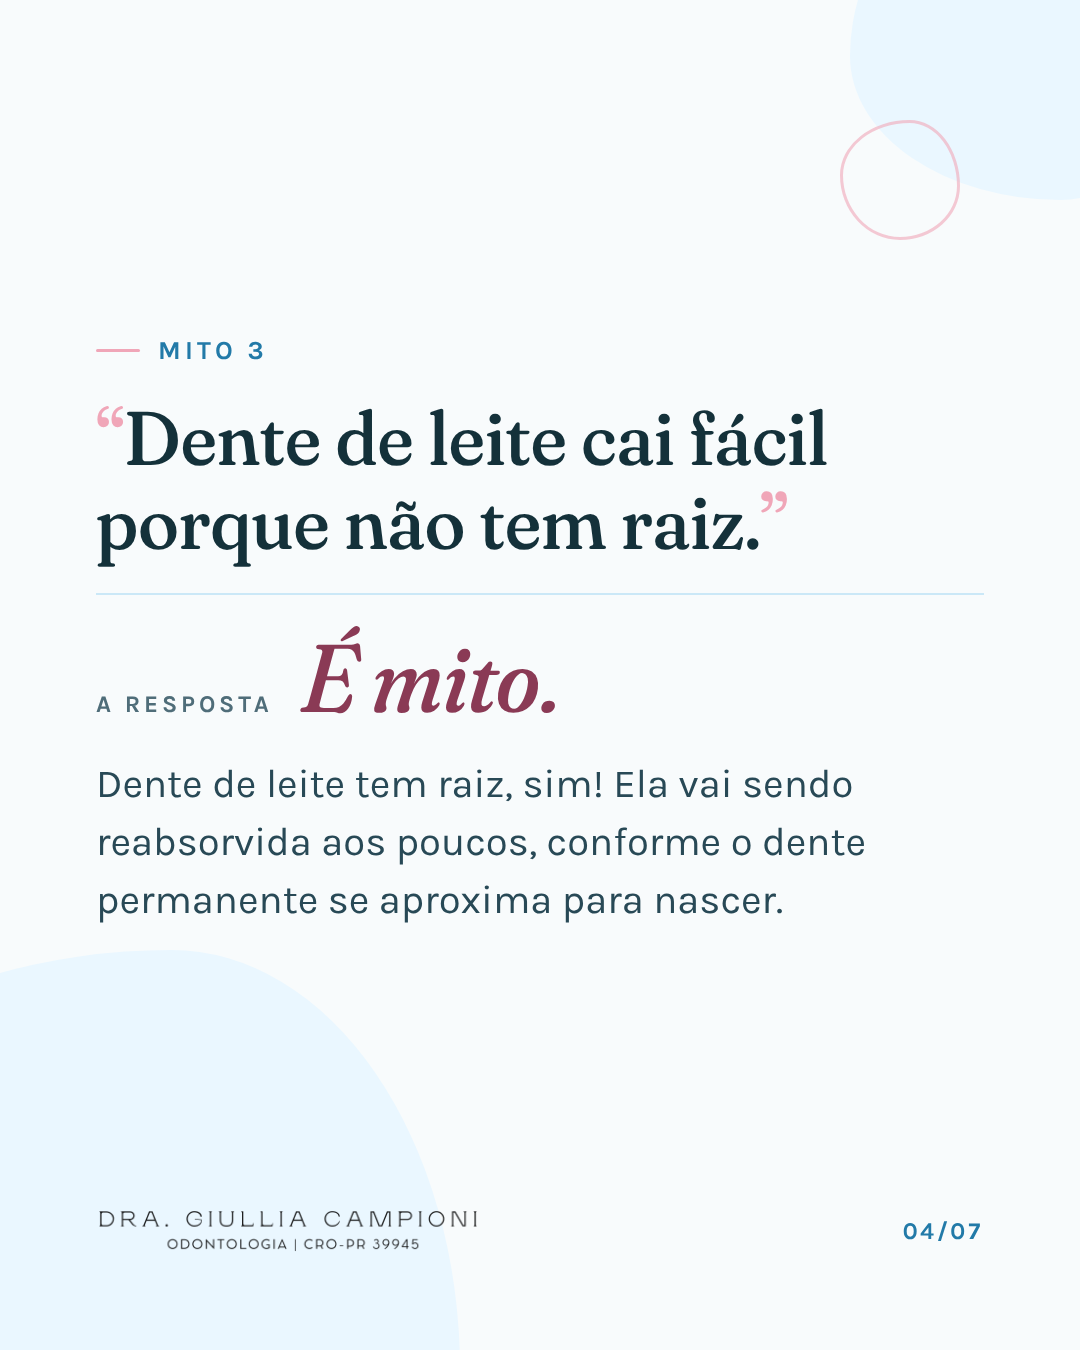 MITO 3
“Dente de leite cai fácil
porque não tem raiz.”
A RESPOSTA É mito.
Dente de leite tem raiz, sim! Ela vai sendo
reabsorvida aos poucos, conforme o dente
permanente se aproxima para nascer.
DRA. GIULLIA CAMPIONI
ODONTOLOGIA | CRO-PR 39945
04/07